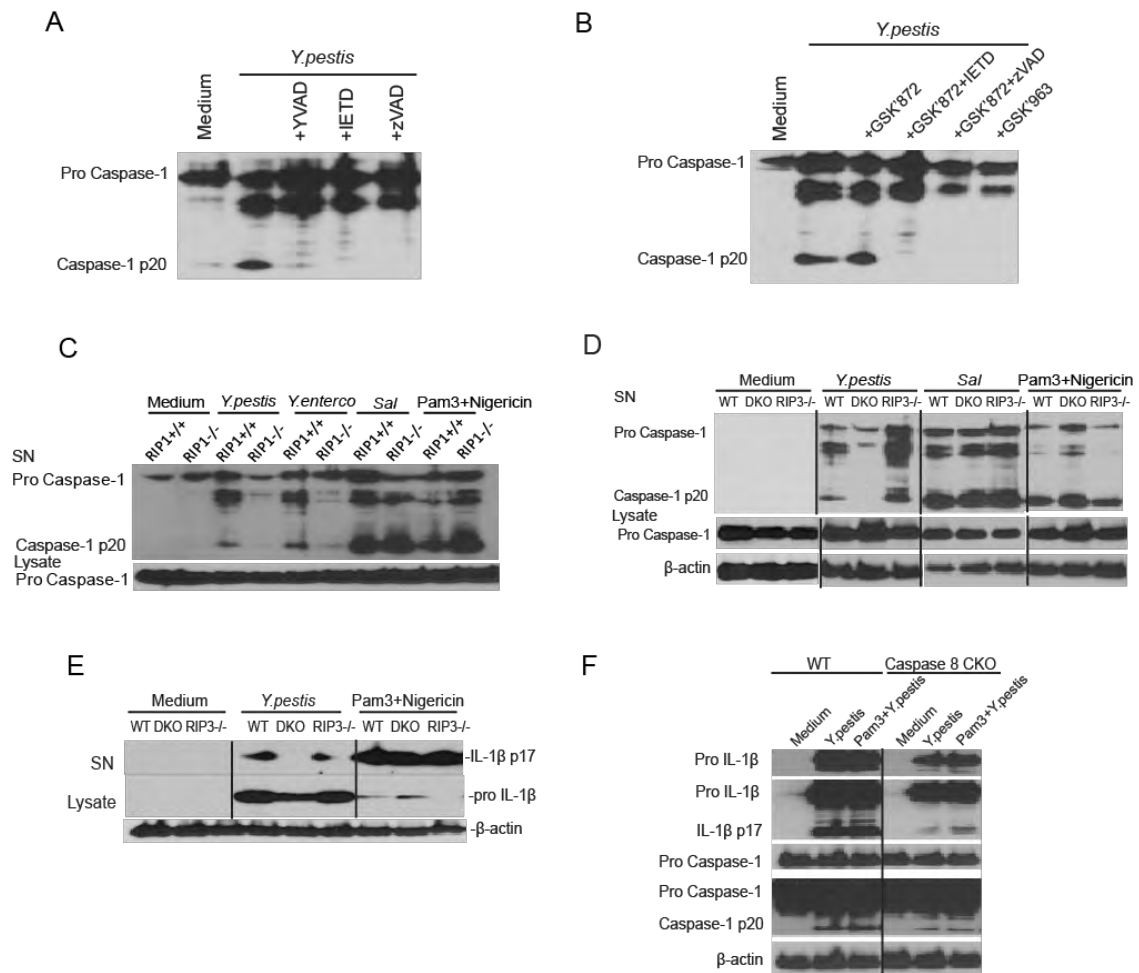 A
Y.pestis
Medium
+YVAD
+IETD
+zVAD
Pro Caspase-1
Caspase-1 p20
B
Y.pestis
Medium
+GSK'872
+GSK'872+IETD
+GSK'872+zVAD
+GSK'963
Pro Caspase-1
Caspase-1 p20
C
Medium Y.pestis Y.enterco Sal Pam3+Nigericin
RIP1+/+ RIP1-/- RIP1+/+ RIP1-/- RIP1+/+ RIP1-/- RIP1+/+ RIP1-/- RIP1+/+ RIP1-/-
SN
Pro Caspase-1
Caspase-1 p20
Lysate
Pro Caspase-1
D
Medium Y.pestis Sal Pam3+Nigericin
SN WT DKO RIP3-/- WT DKO RIP3-/- WT DKO RIP3-/- WT DKO RIP3-/-
Pro Caspase-1
Caspase-1 p20
Lysate
Pro Caspase-1
β-actin
E
Medium Y.pestis Pam3+Nigericin
WT DKO RIP3-/- WT DKO RIP3-/- WT DKO RIP3-/-
SN -IL-1β p17
Lysate -pro IL-1β
-β-actin
F
WT Caspase 8 CKO
Medium Y.pestis Pam3+Y.pestis Medium Y.pestis Pam3+Y.pestis
Pro IL-1β
Pro IL-1β
IL-1β p17
Pro Caspase-1
Pro Caspase-1
Caspase-1 p20
β-actin